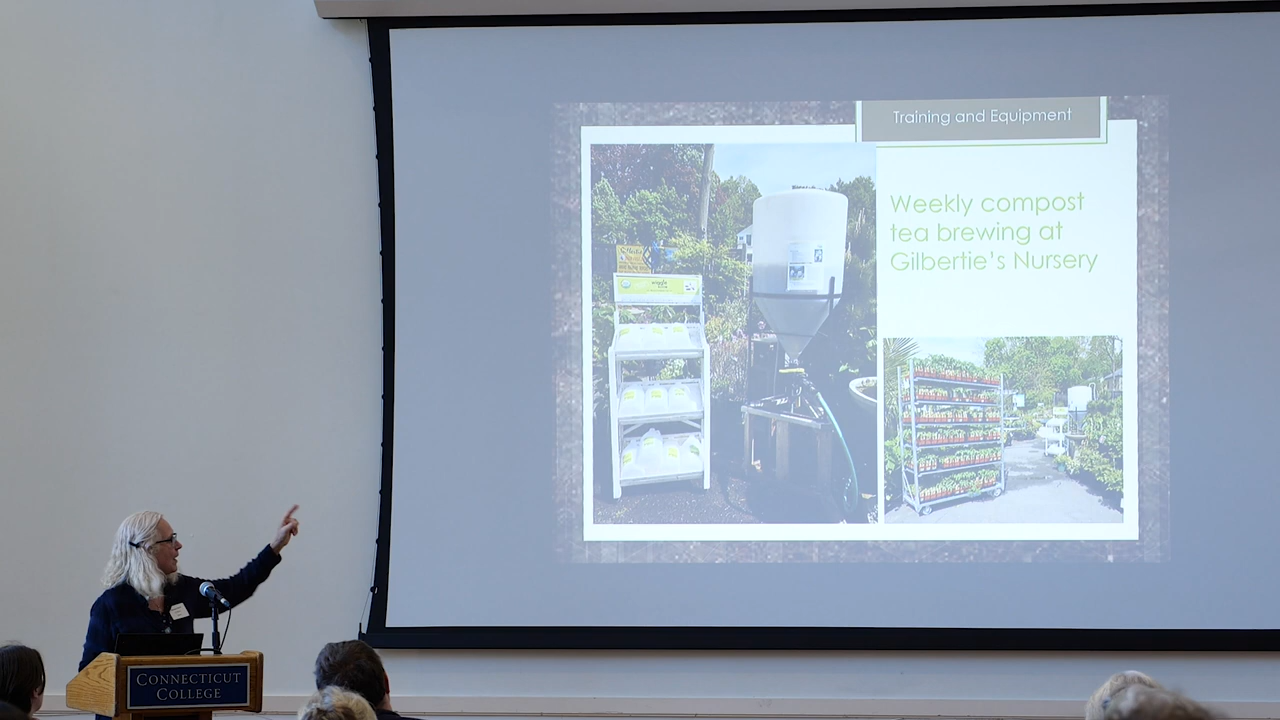 Training and Equipment
Weekly compost
tea brewing at
Gilbertie's Nursery
CONNECTICUT
COLLEGE